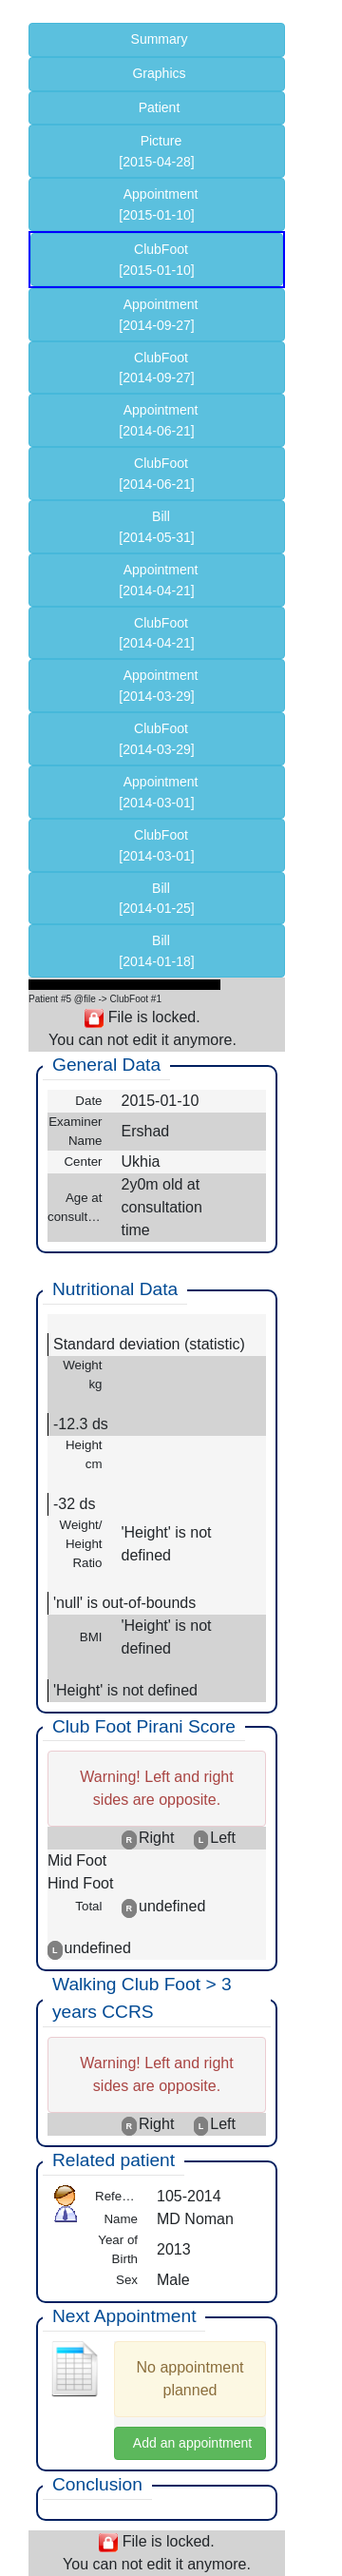 Summary
Graphics
Patient
Picture
[2015-04-28]
Appointment
[2015-01-10]
ClubFoot
[2015-01-10]
Appointment
[2014-09-27]
ClubFoot
[2014-09-27]
Appointment
[2014-06-21]
ClubFoot
[2014-06-21]
Bill
[2014-05-31]
Appointment
[2014-04-21]
ClubFoot
[2014-04-21]
Appointment
[2014-03-29]
ClubFoot
[2014-03-29]
Appointment
[2014-03-01]
ClubFoot
[2014-03-01]
Bill
[2014-01-25]
Bill
[2014-01-18]
Patient #5 @file -> ClubFoot #1
File is locked.
You can not edit it anymore.
General Data
Date 2015-01-10
Examiner
Name
Ershad
Center Ukhia
Age at
consult…
2y0m old at
consultation
time
Nutritional Data
Standard deviation (statistic)
Weight
kg
-12.3 ds
Height
cm
-32 ds
Weight/
Height
Ratio
'Height' is not
defined
'null' is out-of-bounds
BMI
'Height' is not
defined
'Height' is not defined
Club Foot Pirani Score
Warning! Left and right
sides are opposite.
R Right L Left
Mid Foot
Hind Foot
Total R undefined
L undefined
Walking Club Foot > 3
years CCRS
Warning! Left and right
sides are opposite.
R Right L Left
Related patient
Refe… 105-2014
Name MD Noman
Year of
Birth
2013
Sex Male
Next Appointment
No appointment
planned
Add an appointment
Conclusion
File is locked.
You can not edit it anymore.